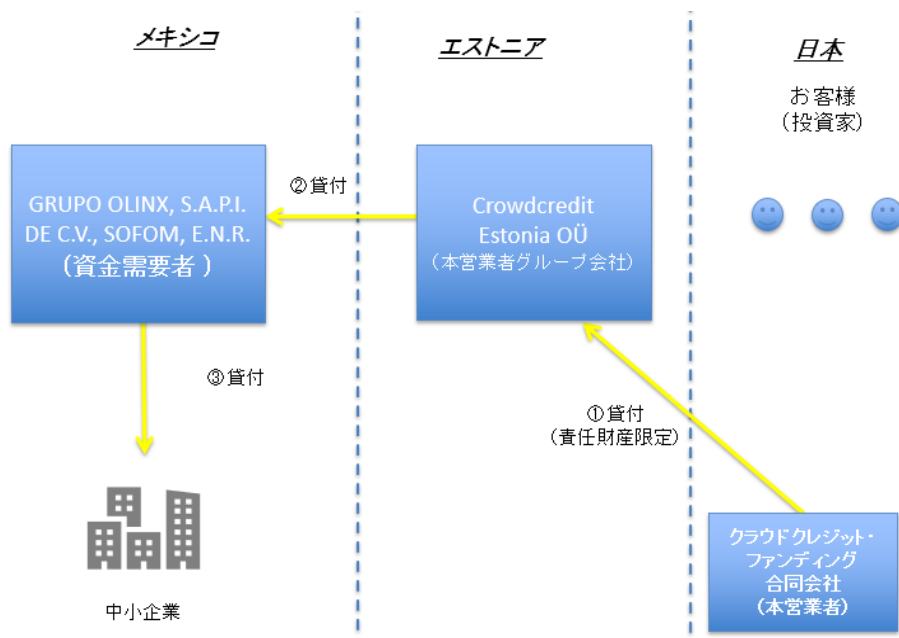 メキシコ
エストニア
日本
お客様
(投資家)
GRUPO OLINX, S.A.P.I.
DE C.V., SOFOM, E.N.R.
(資金需要者 )
②貸付
Crowdcredit
Estonia OÜ
(本営業者グループ会社)
③貸付
①貸付
(責任財産限定)
中小企業
クラウドクレジット・
ファンディング
合同会社
(本営業者)